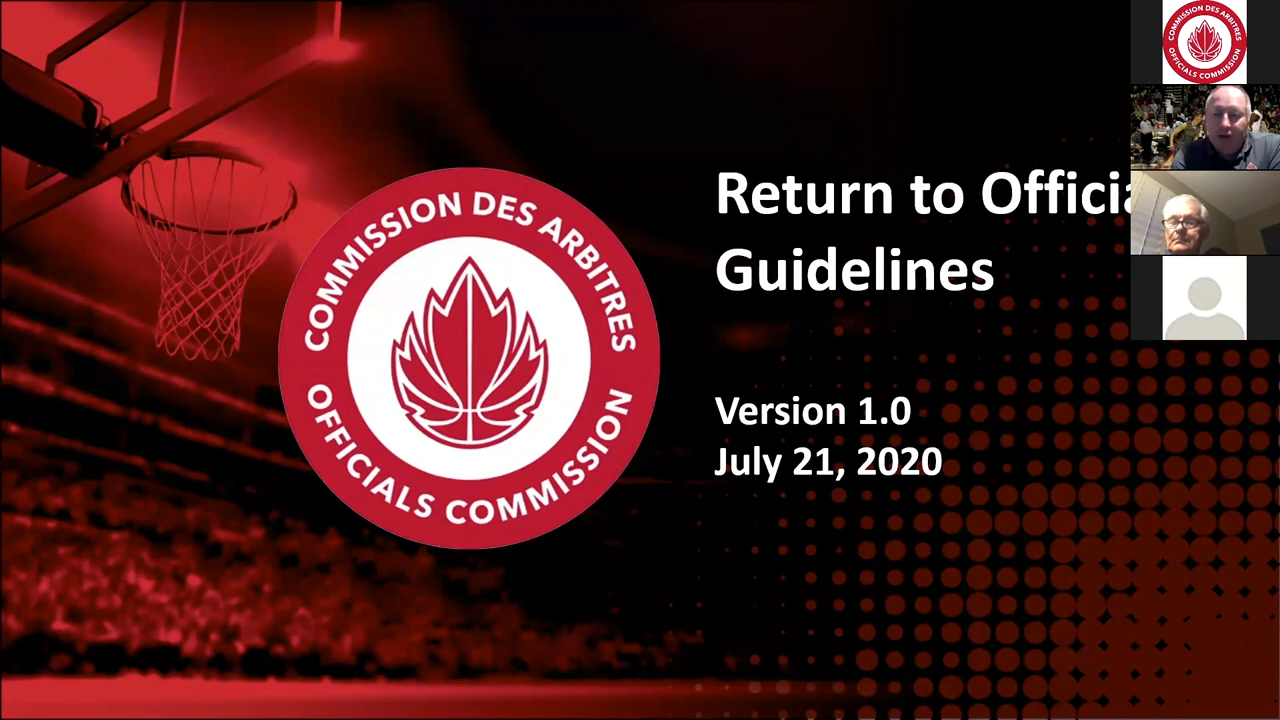 COMMISSION DES ARBITRES
OFFICIALS COMMISSION
Return to
Guidelines
Version 1.0
July 21, 2020
COMMISSION DES ARBITRES
OFFICIALS COMMISSION